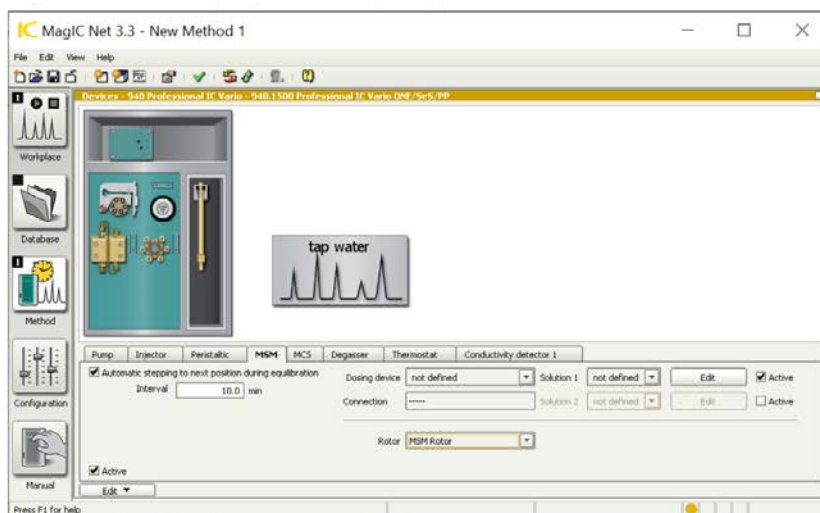 IC MagIC Net 3.3 - New Method 1
File Edit View Help
Devices - 940 Professional IC Vario - 940.1500 Professional IC Vario ONE/SeS/PP
Workplace
Database
Method
Configuration
Manual
tap water
Pump Injector Peristaltic MSM MCS Degasser Thermostat Conductivity detector 1
Automatic stepping to next position during equilibration
Interval 10.0 min
Dosing device not defined Solution 1 not defined Edit Active
Connection ----- Solution 2 not defined Edit Active
Rotor MSM Rotor
Active
Edit
Press F1 for help